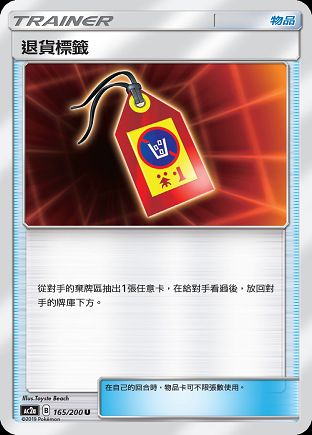 TRAINER
物品
退貨標籤
從對手的棄牌區抽出1張任意卡，在給對手看過後，放回對手的牌庫下方。
Illus.Toyste Beach
AC2a B 165/200 U
©2019 Pokémon
在自己的回合時，物品卡可不限張數使用。